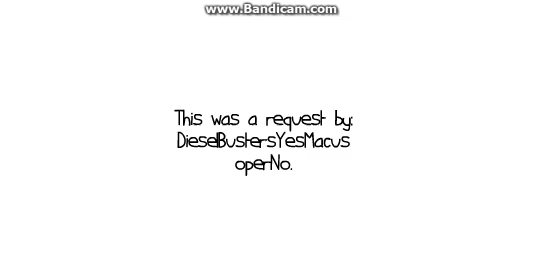 www.Bandicam.com
This was a request by:
DieselBustersYesMacus
operNo.